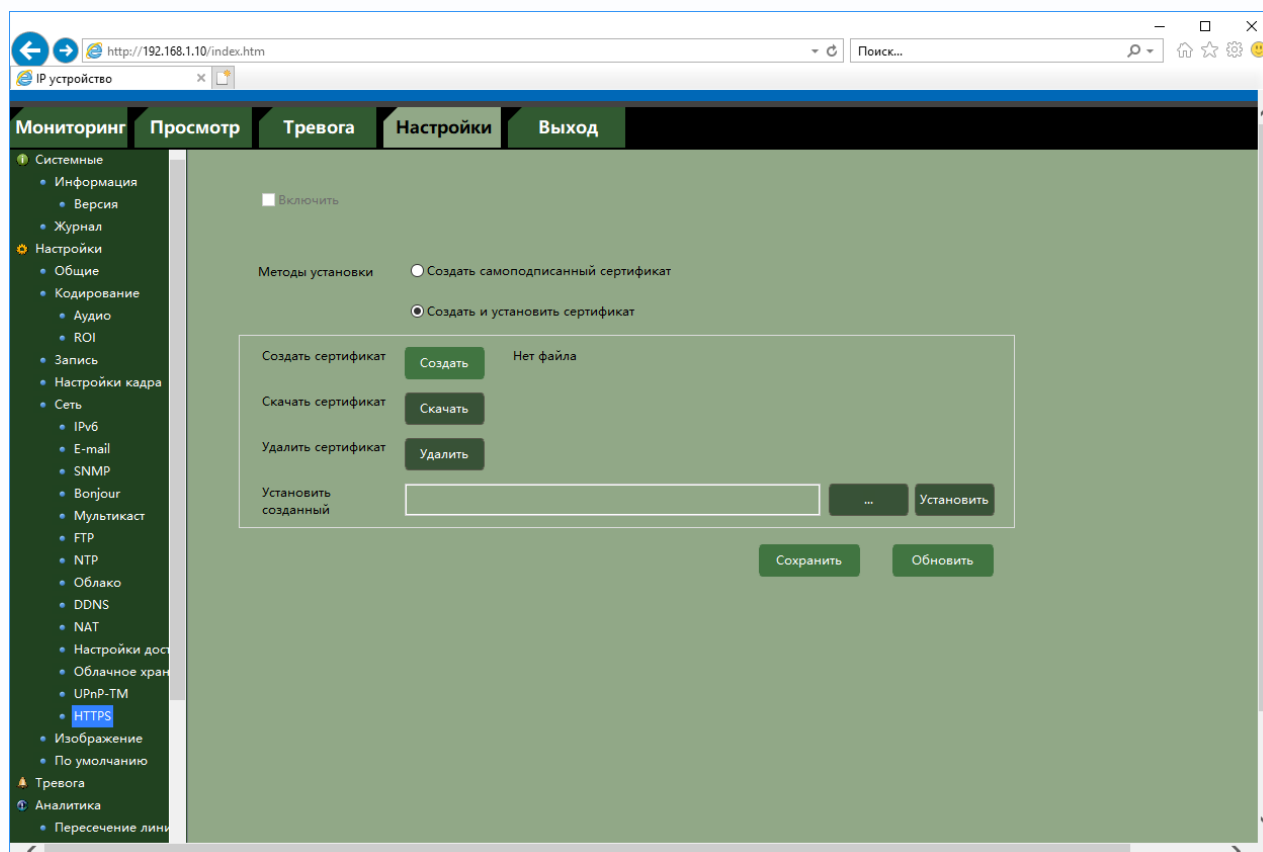 http://192.168.1.10/index.htm
Поиск...
IP устройство
Мониторинг Просмотр Тревога Настройки Выход
Системные
Информация
Версия
Журнал
Настройки
Общие
Кодирование
Аудио
ROI
Запись
Настройки кадра
Сеть
IPv6
E-mail
SNMP
Bonjour
Мультикаст
FTP
NTP
Облако
DDNS
NAT
Настройки дост
Облачное хран
UPnP-TM
HTTPS
Изображение
По умолчанию
Тревога
Аналитика
Пересечение лини
Включить
Методы установки
Создать самоподписанный сертификат
Создать и установить сертификат
Создать сертификат Создать Нет файла
Скачать сертификат Скачать
Удалить сертификат Удалить
Установить
созданный
... Установить
Сохранить Обновить